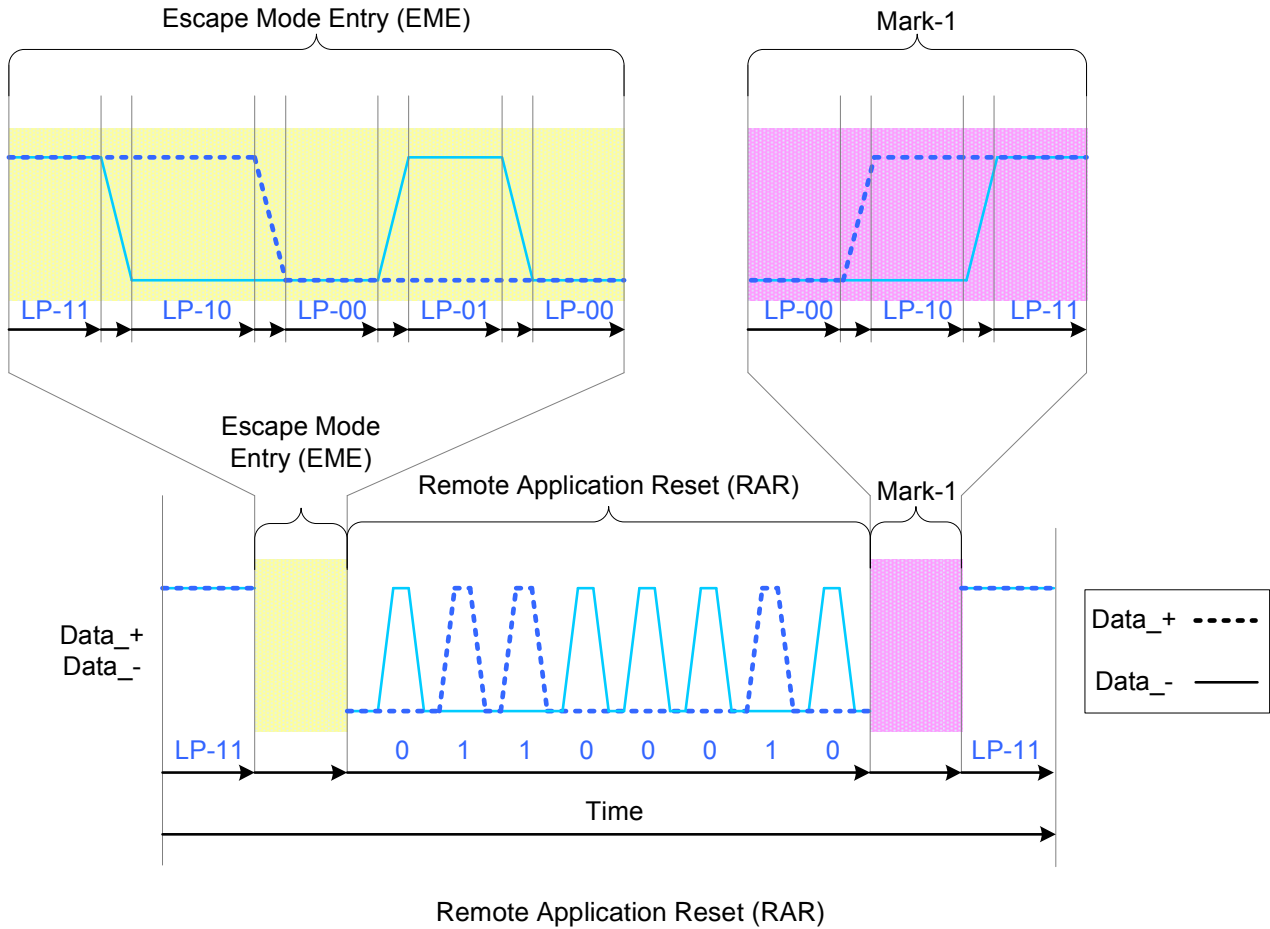 Escape Mode Entry (EME)
Mark-1
LP-11 LP-10 LP-00 LP-01 LP-00
LP-00 LP-10 LP-11
Escape Mode
Entry (EME)
Remote Application Reset (RAR)
Mark-1
Data_+
Data_-
LP-11 0 1 1 0 0 0 1 0 LP-11
Time
Data_+
Data_-
Remote Application Reset (RAR)